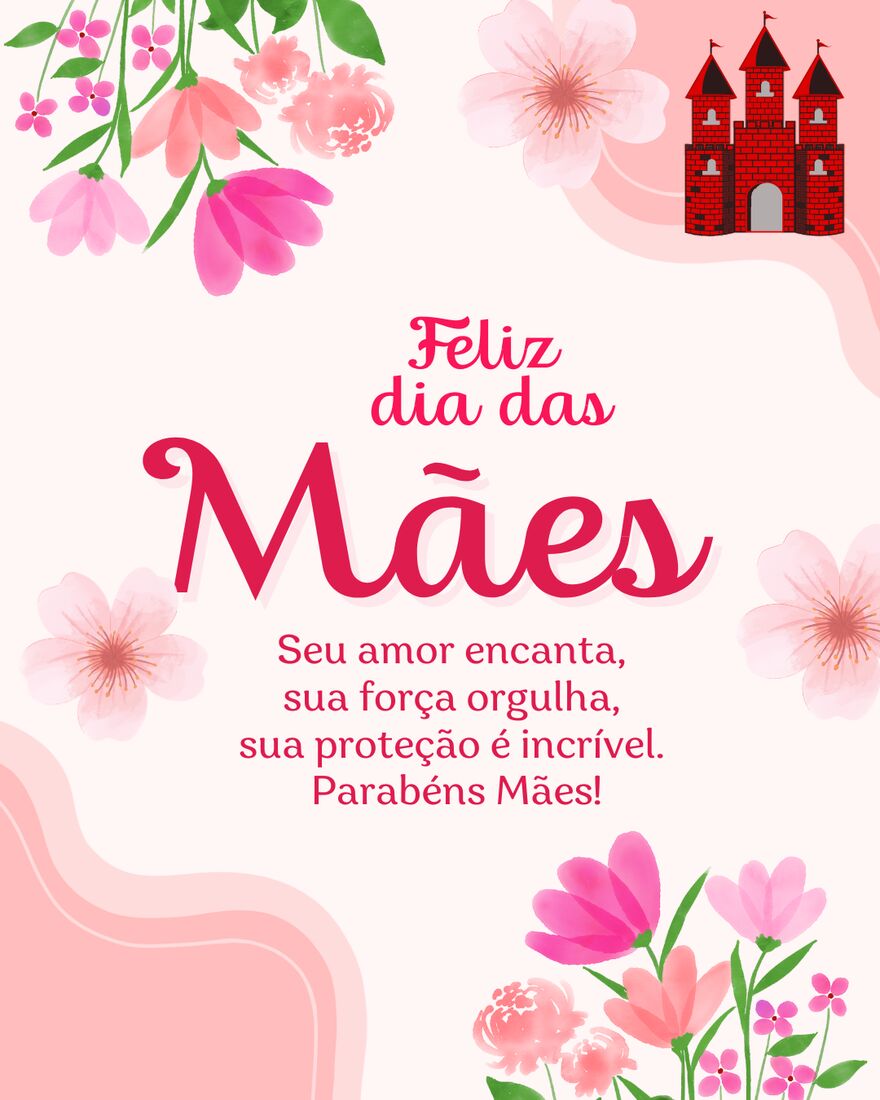 Feliz
dia das
Mães
Seu amor encanta,
sua força orgulha,
sua proteção é incrível.
Parabéns Mães!